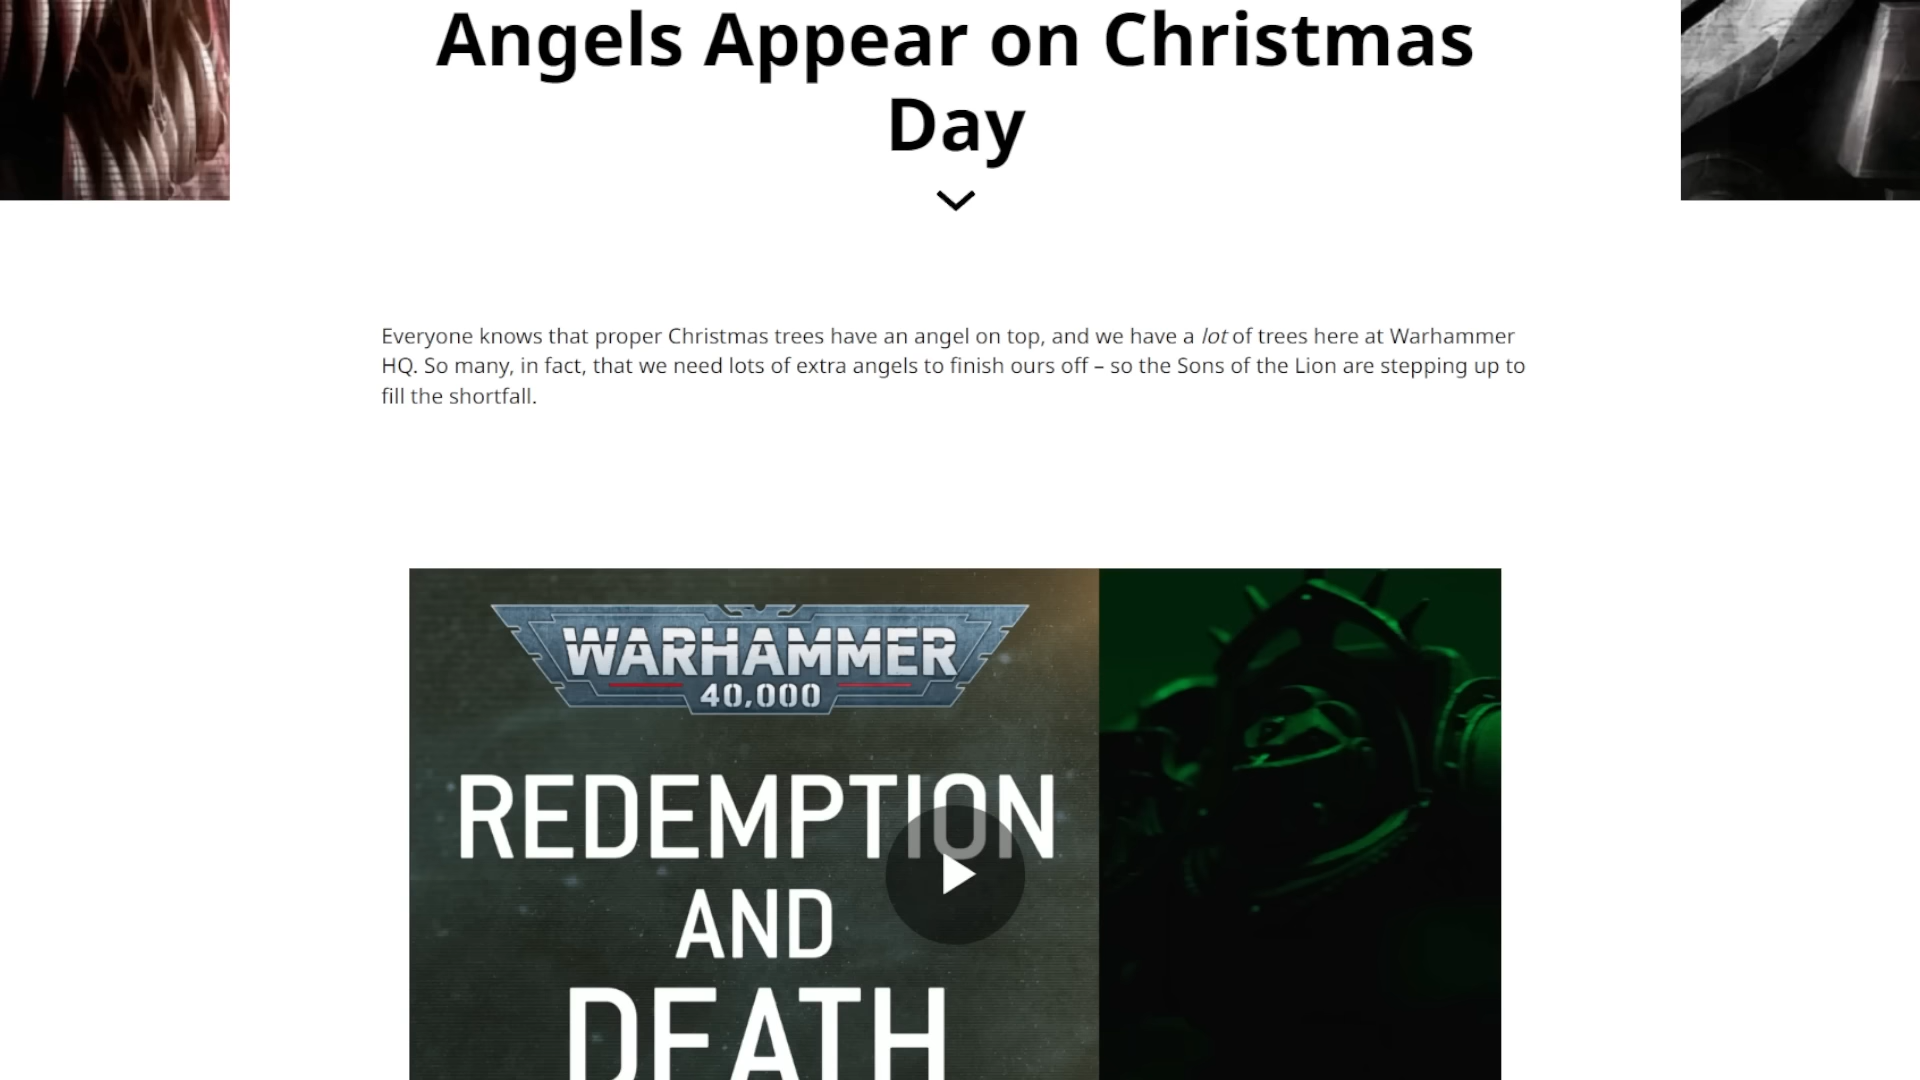 Angels Appear on Christmas
Day
Everyone knows that proper Christmas trees have an angel on top, and we have a lot of trees here at Warhammer
HQ. So many, in fact, that we need lots of extra angels to finish ours off – so the Sons of the Lion are stepping up to
fill the shortfall.
WARHAMMER
40,000
REDEMPTION
AND
DEATH